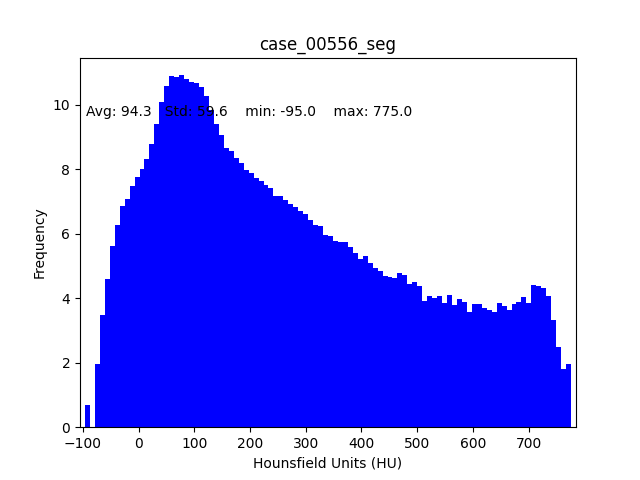 case_00556_seg
Avg: 94.3   Std: 59.6    min: -95.0    max: 775.0
10
8
6
4
2
0
Frequency
−100 0 100 200 300 400 500 600 700
Hounsfield Units (HU)